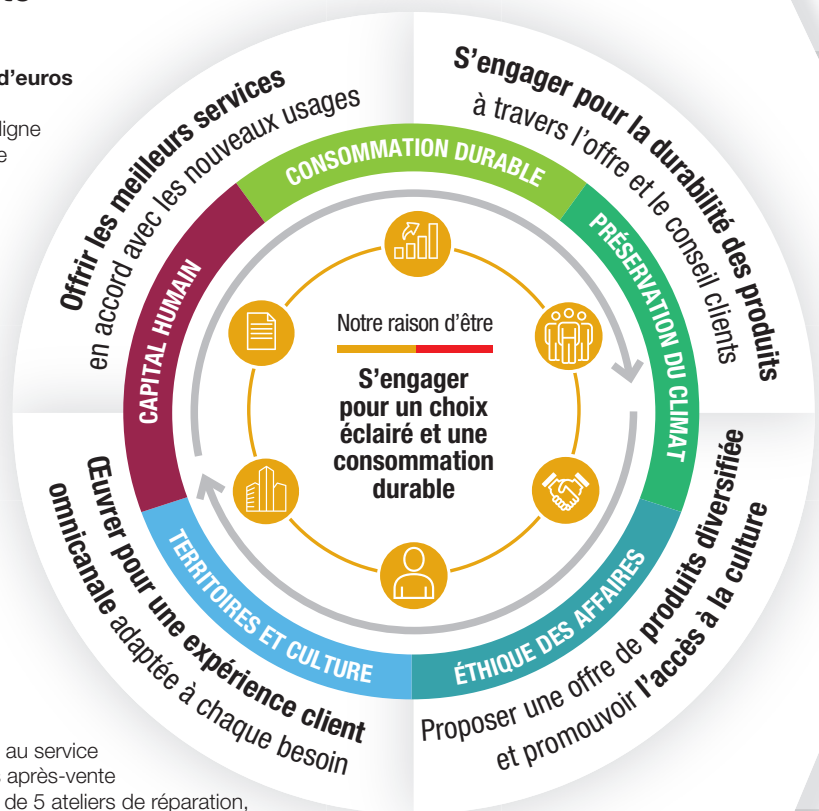 d'euros
ligne
Offrir les meilleurs services
en accord avec les nouveaux usages
S'engager pour la durabilité des produits
à travers l'offre et le conseil clients
CONSOMMATION DURABLE
PRÉSERVATION DU CLIMAT
CAPITAL HUMAIN
Notre raison d'être
S'engager
pour un choix
éclairé et une
consommation
durable
TERRITOIRES ET CULTURE
ÉTHIQUE DES AFFAIRES
Œuvrer pour une expérience client
omnicanale adaptée à chaque besoin
Proposer une offre de produits diversifiée
et promouvoir l'accès à la culture
au service
après-vente
de 5 ateliers de réparation,